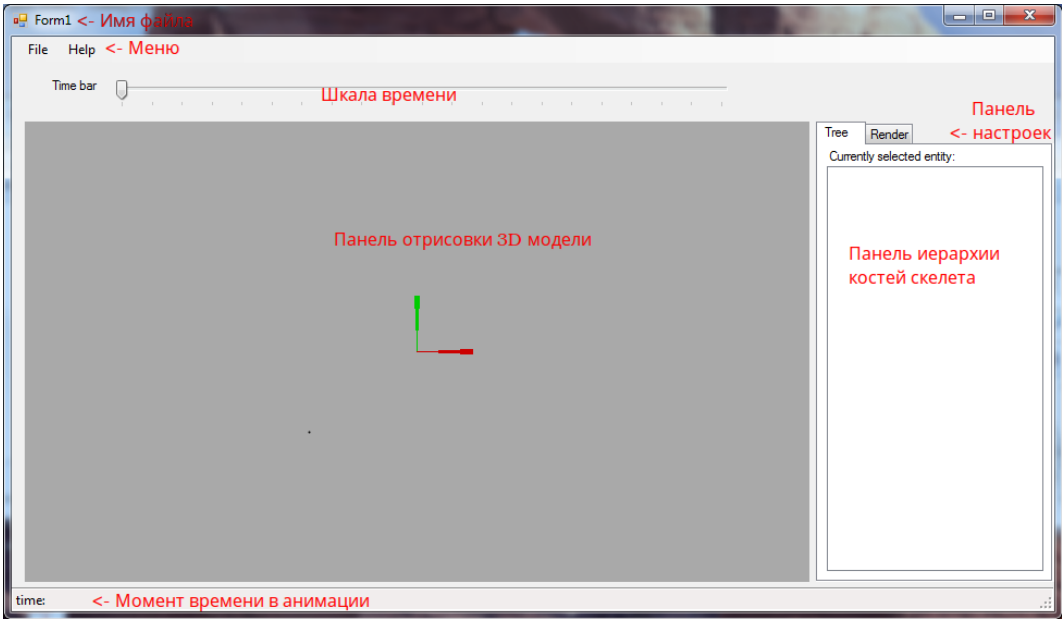 Form1 <- Имя файла
File Help <- Меню
Time bar
Шкала времени
Панель
<- настроек
Tree Render
Currently selected entity:
Панель отрисовки 3D модели
Панель иерархии
костей скелета
time: <- Момент времени в анимации